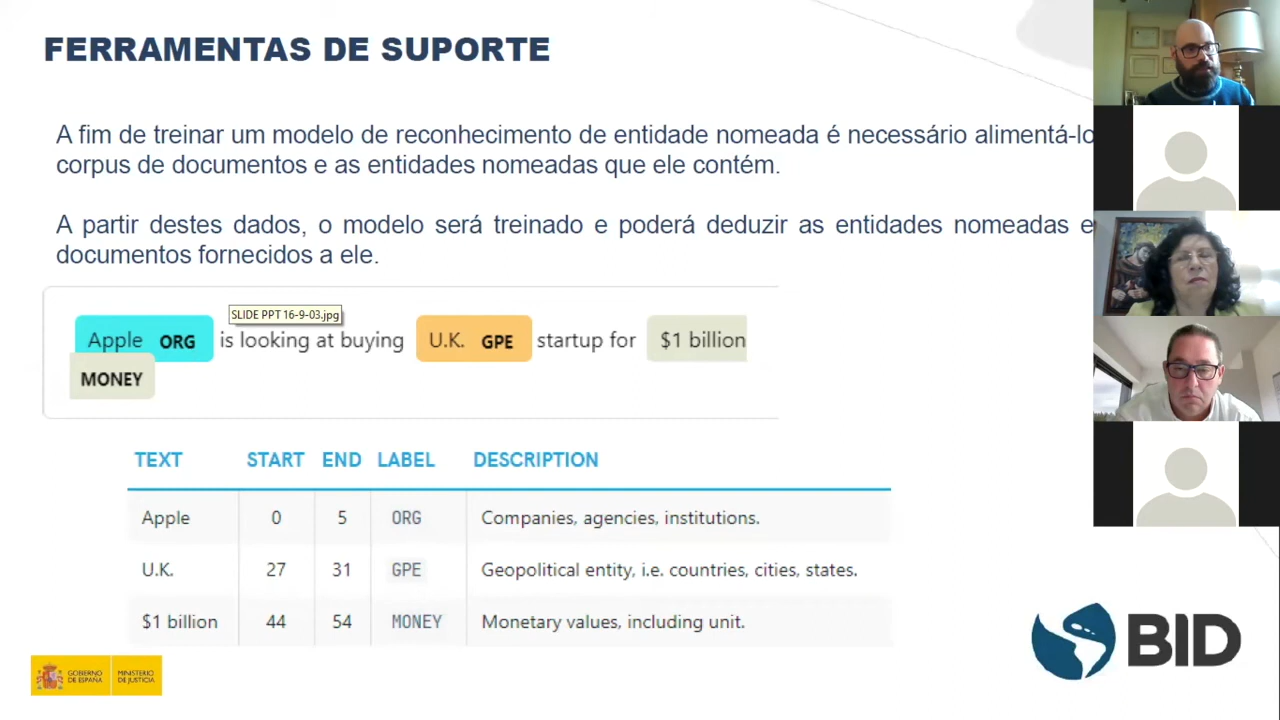 FERRAMENTAS DE SUPORTE
A fim de treinar um modelo de reconhecimento de entidade nomeada é necessário alimentá-lo
corpus de documentos e as entidades nomeadas que ele contém.
A partir destes dados, o modelo será treinado e poderá deduzir as entidades nomeadas e
documentos fornecidos a ele.
SLIDE PPT 16-9-03.jpg
Apple ORG is looking at buying U.K. GPE startup for $1 billion
MONEY
TEXT START END LABEL DESCRIPTION
Apple 0 5 ORG Companies, agencies, institutions.
U.K. 27 31 GPE Geopolitical entity, i.e. countries, cities, states.
$1 billion 44 54 MONEY Monetary values, including unit.
GOBIERNO
DE ESPAÑA
MINISTERIO
DE JUSTICIA
BID